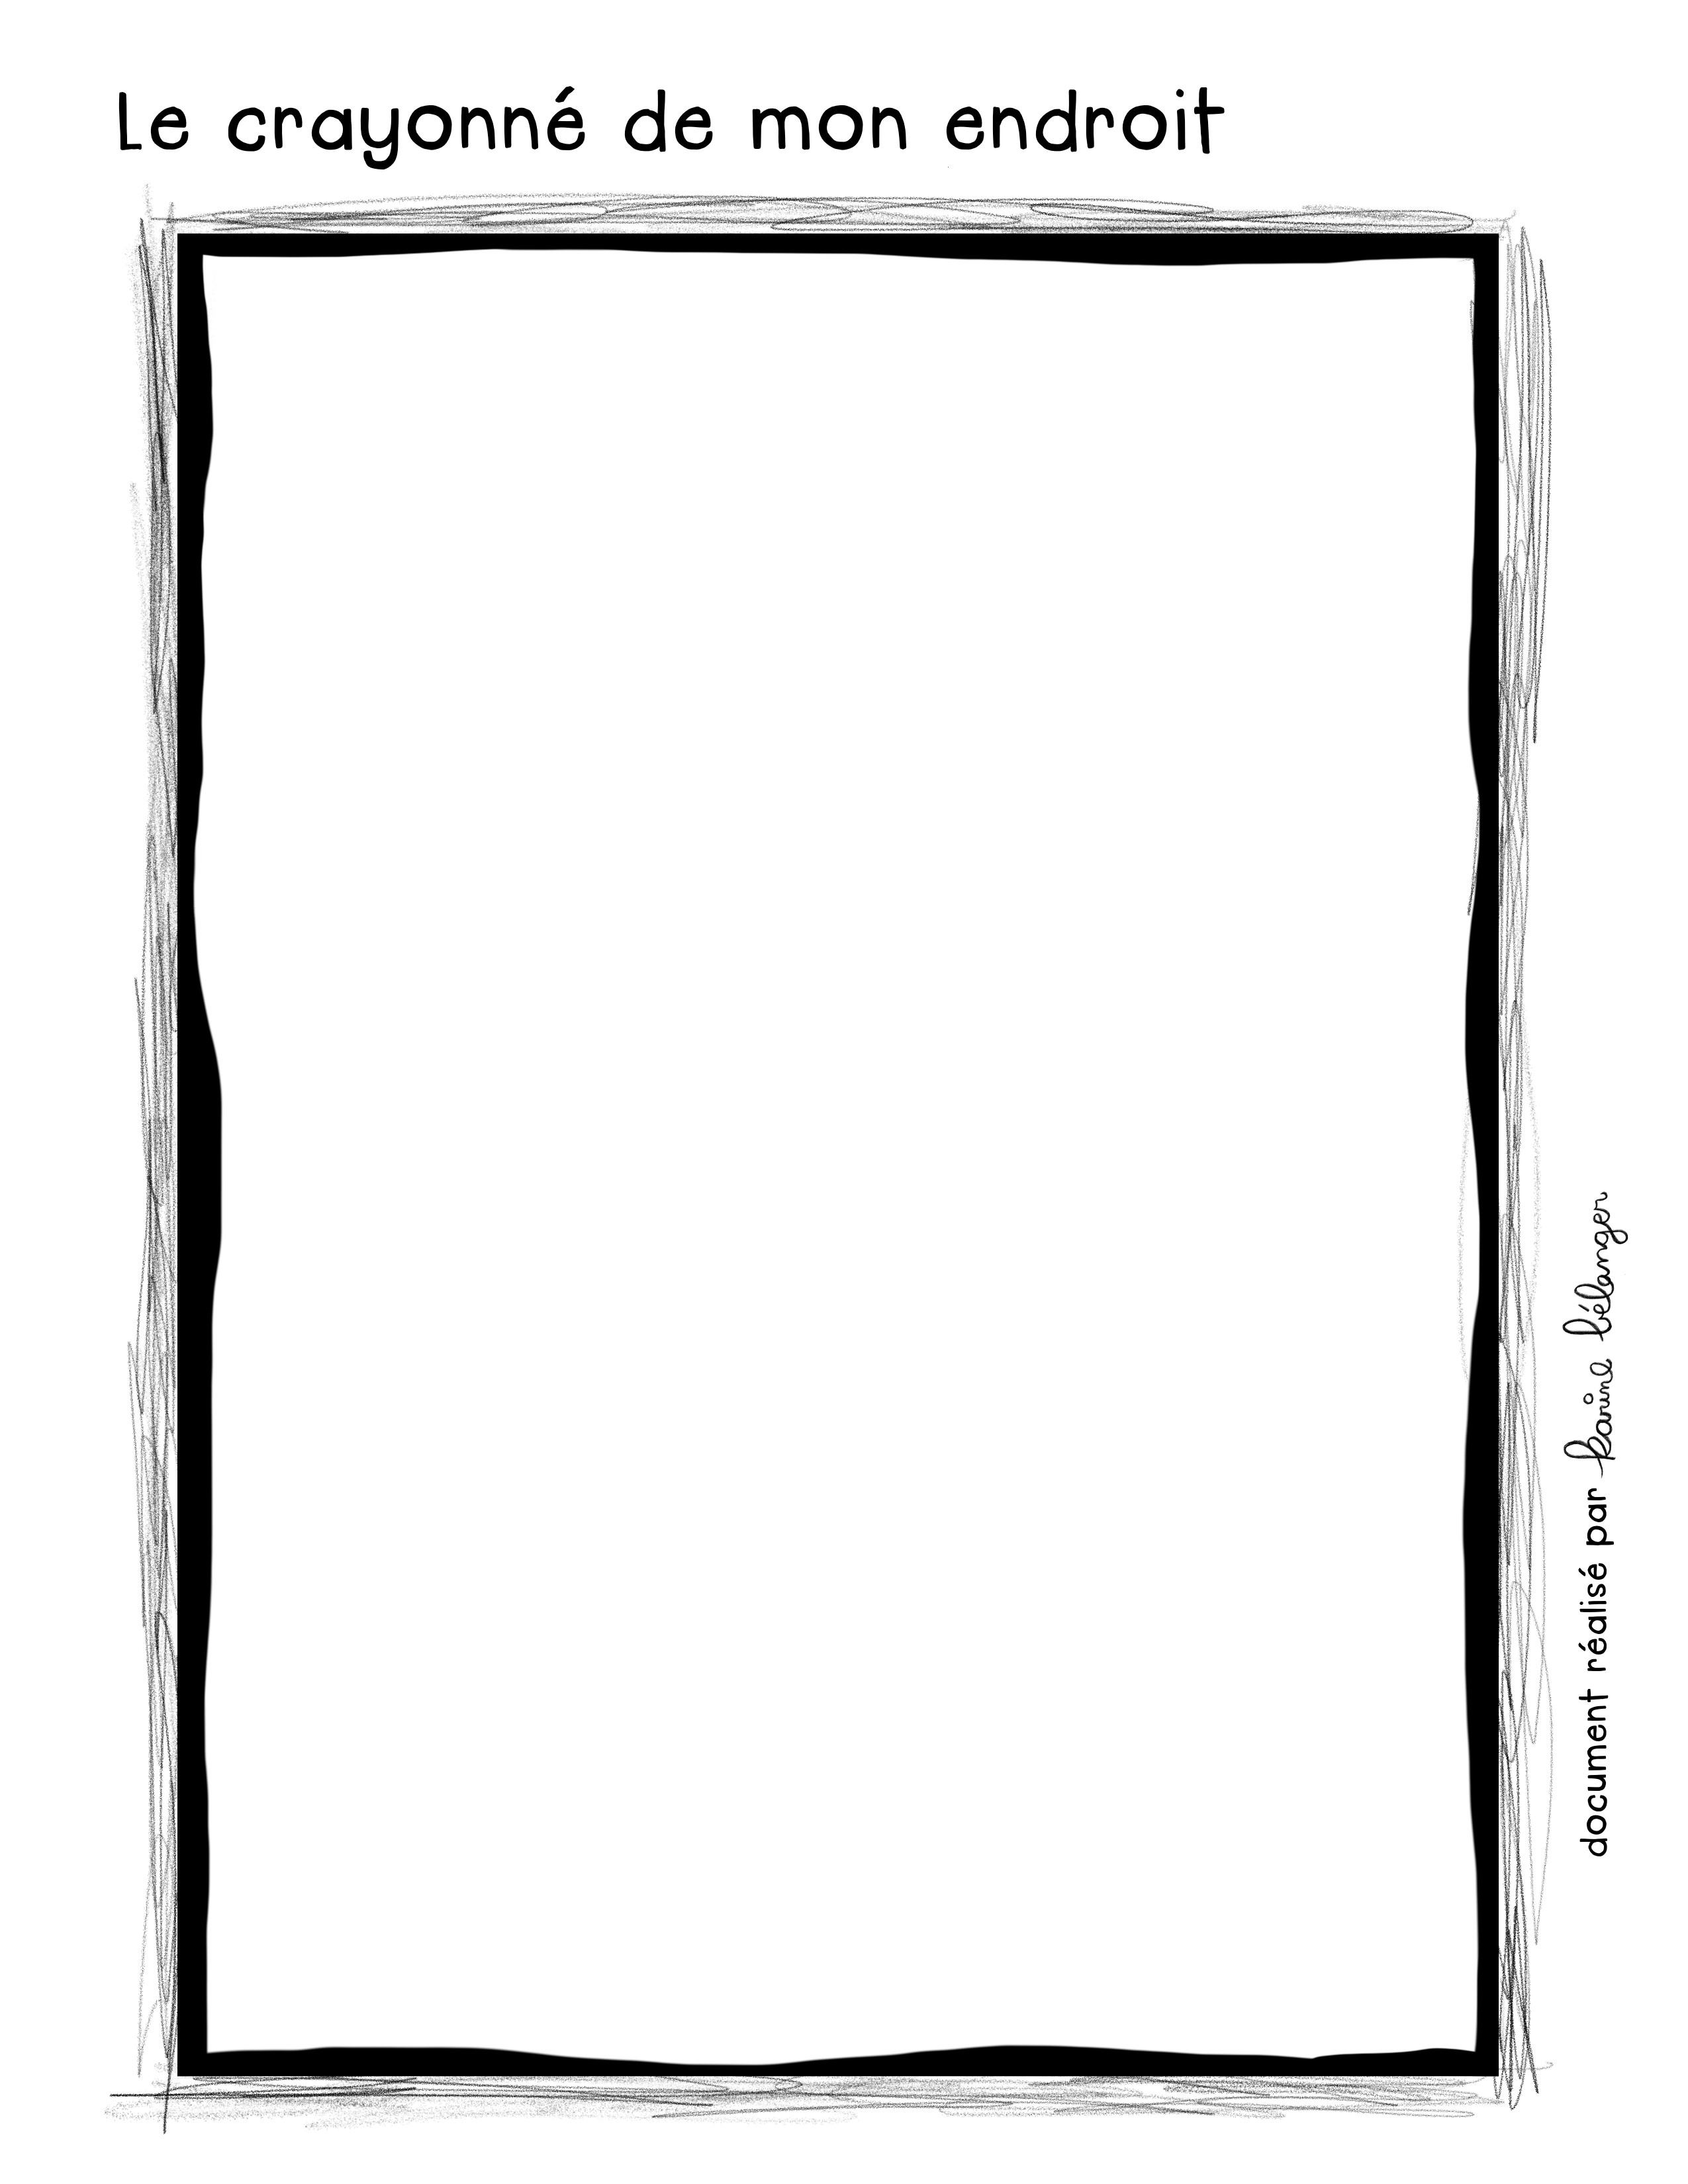 Le crayonné de mon endroit
document réalisé par Karine Bélanger